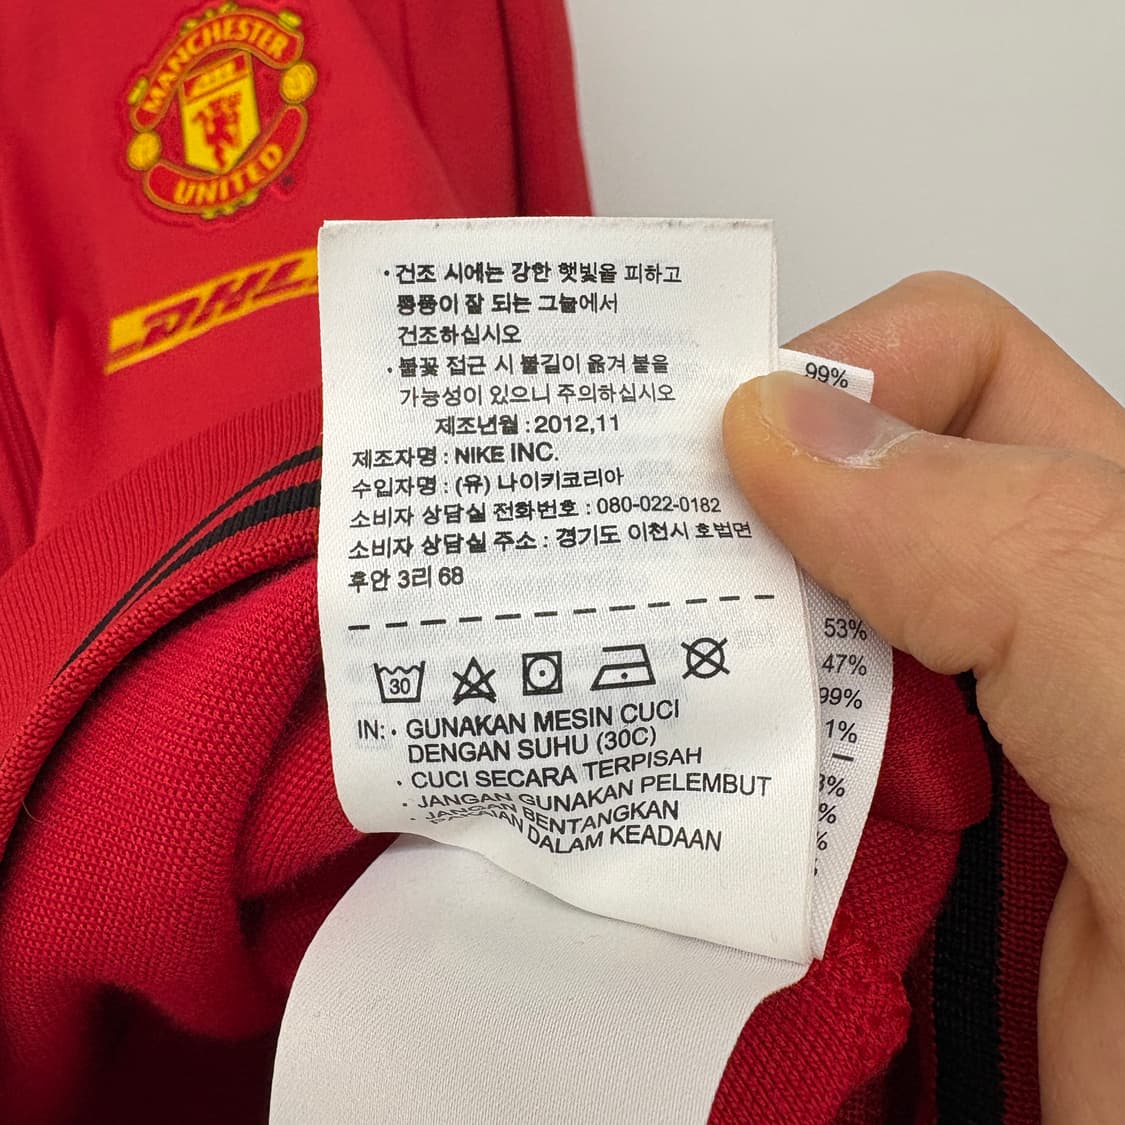 MANCHESTER
UNITED
DHL
· 건조 시에는 강한 햇빛을 피하고
통풍이 잘 되는 그늘에서
건조하십시오
· 불꽃 접근 시 불길이 옮겨 붙을
가능성이 있으니 주의하십시오
제조년월 : 2012,11
제조자명 : NIKE INC.
수입자명 : (유) 나이키코리아
소비자 상담실 전화번호 : 080-022-0182
소비자 상담실 주소 : 경기도 이천시 호법면
후안 3리 68
30
IN: · GUNAKAN MESIN CUCI
DENGAN SUHU (30C)
· CUCI SECARA TERPISAH
· JANGAN GUNAKAN PELEMBUT
· JANGAN BENTANGKAN
PAKAIAN DALAM KEADAAN
99%
53%
47%
99%
1%